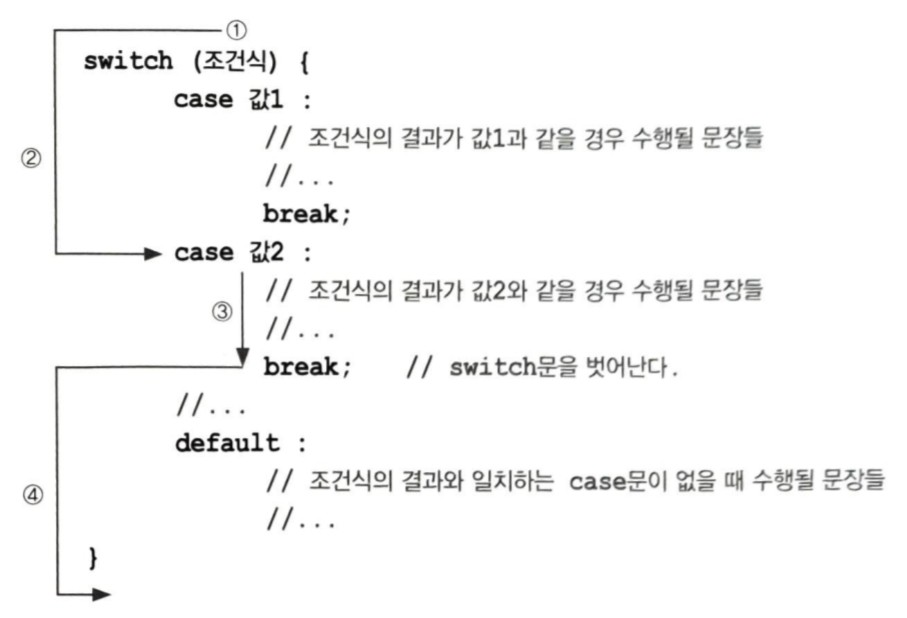 ①
switch (조건식) {
case 값1 :
// 조건식의 결과가 값1과 같을 경우 수행될 문장들
②
//...
break;
case 값2 :
// 조건식의 결과가 값2와 같을 경우 수행될 문장들
③
//...
break; // switch문을 벗어난다.
//...
default :
// 조건식의 결과와 일치하는 case문이 없을 때 수행될 문장들
④
//...
}